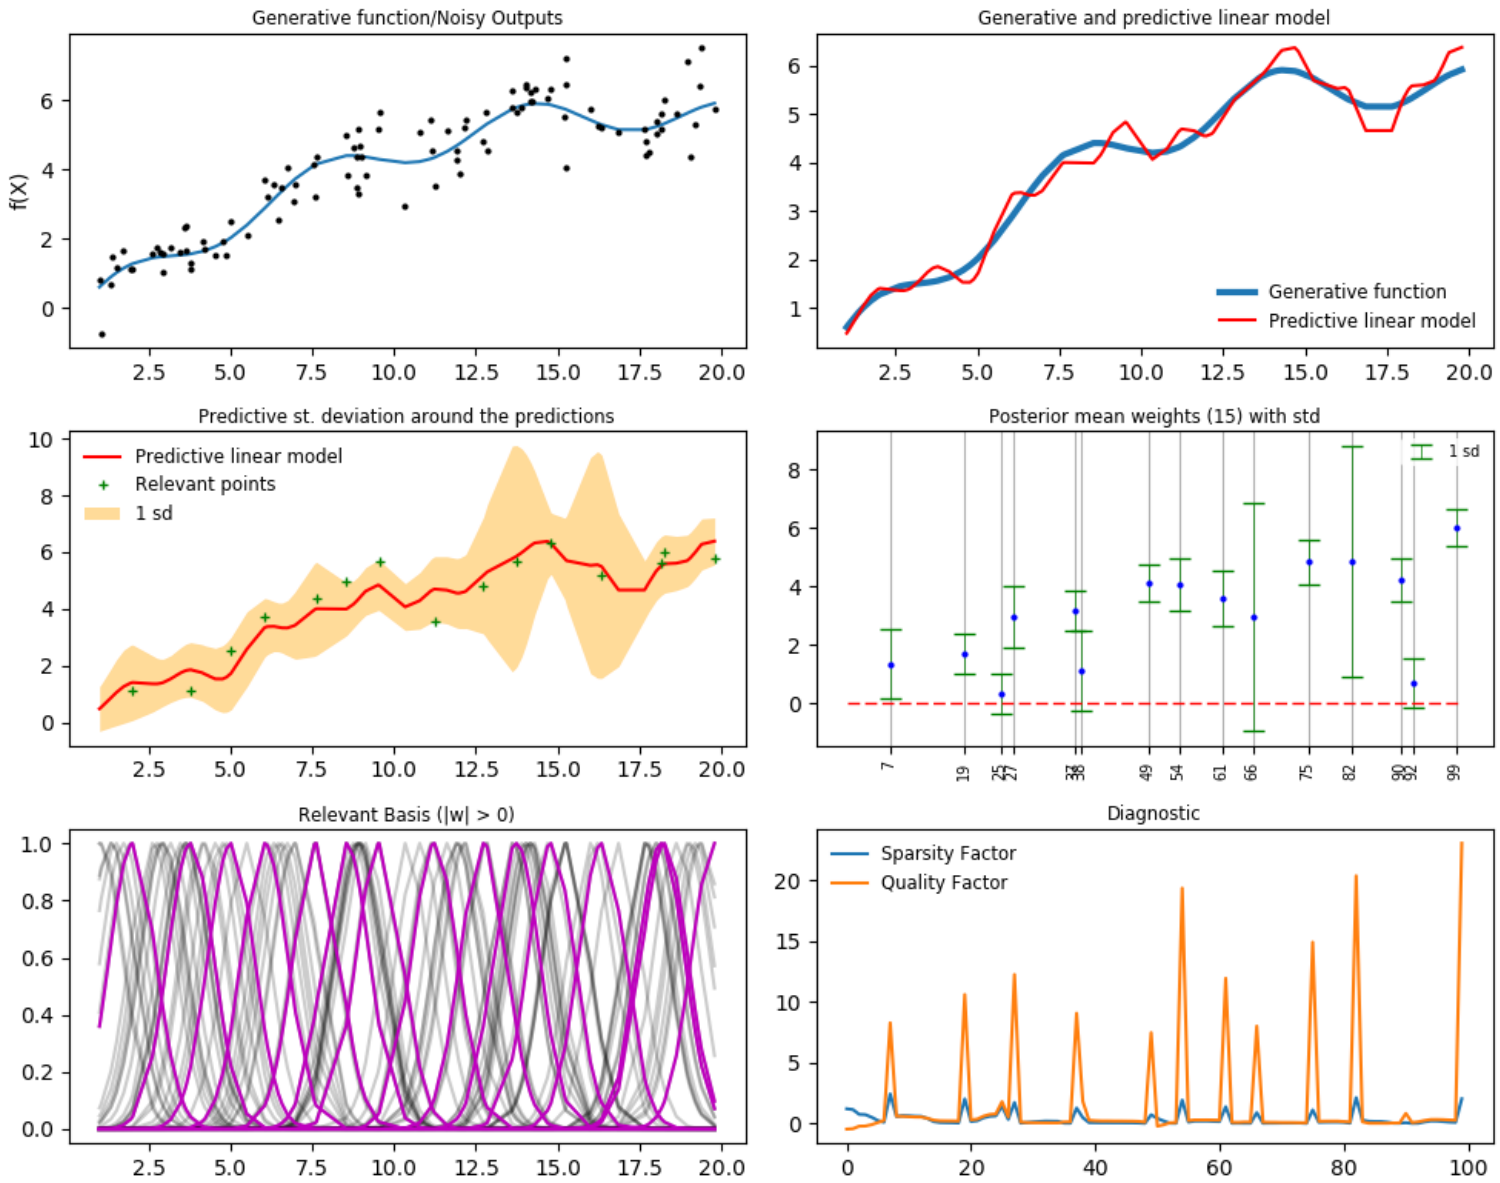 Generative function/Noisy Outputs
f(X)
6
4
2
0
2.5 5.0 7.5 10.0 12.5 15.0 17.5 20.0
Generative and predictive linear model
6
5
4
3
2
1
Generative function
Predictive linear model
2.5 5.0 7.5 10.0 12.5 15.0 17.5 20.0
Predictive st. deviation around the predictions
10
8
6
4
2
0
Predictive linear model
Relevant points
1 sd
2.5 5.0 7.5 10.0 12.5 15.0 17.5 20.0
Posterior mean weights (15) with std
1 sd
8
6
4
2
0
7 19 25 27 37 38 49 54 61 66 75 82 90 92 99
Relevant Basis (|w| > 0)
1.0
0.8
0.6
0.4
0.2
0.0
2.5 5.0 7.5 10.0 12.5 15.0 17.5 20.0
Diagnostic
Sparsity Factor
Quality Factor
20
15
10
5
0
0 20 40 60 80 100